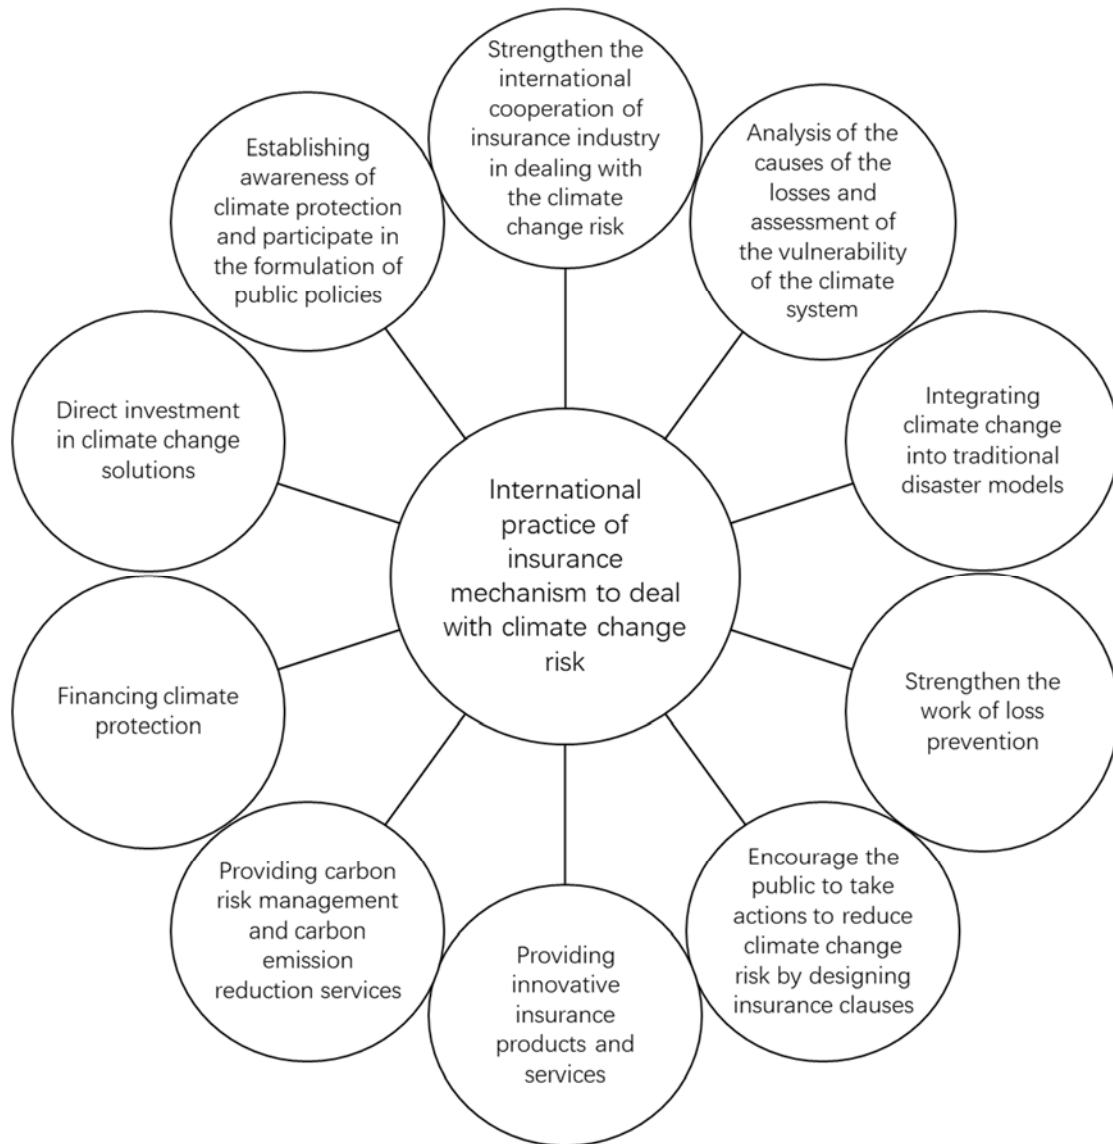 Strengthen the
international
cooperation of
insurance industry
in dealing with
the climate
change risk
Analysis of the
causes of the
losses and
assessment of
the vulnerability
of the climate
system
Integrating
climate change
into traditional
disaster models
Strengthen the
work of loss
prevention
Encourage the
public to take
actions to reduce
climate change
risk by designing
insurance clauses
Providing
innovative
insurance
products and
services
Providing carbon
risk management
and carbon
emission
reduction services
Financing climate
protection
Direct investment
in climate change
solutions
Establishing
awareness of
climate protection
and participate in
the formulation of
public policies
International
practice of
insurance
mechanism to deal
with climate change
risk